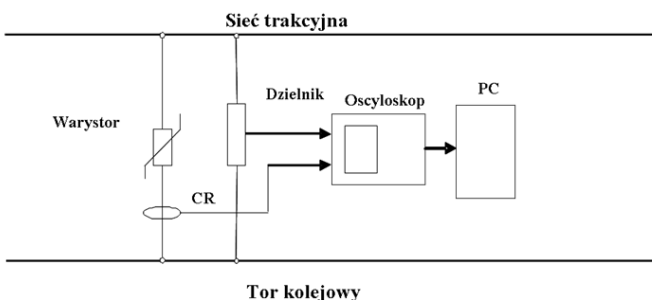 Sieć trakcyjna
Dzielnik
Oscyloskop
PC
Warystor
CR
Tor kolejowy